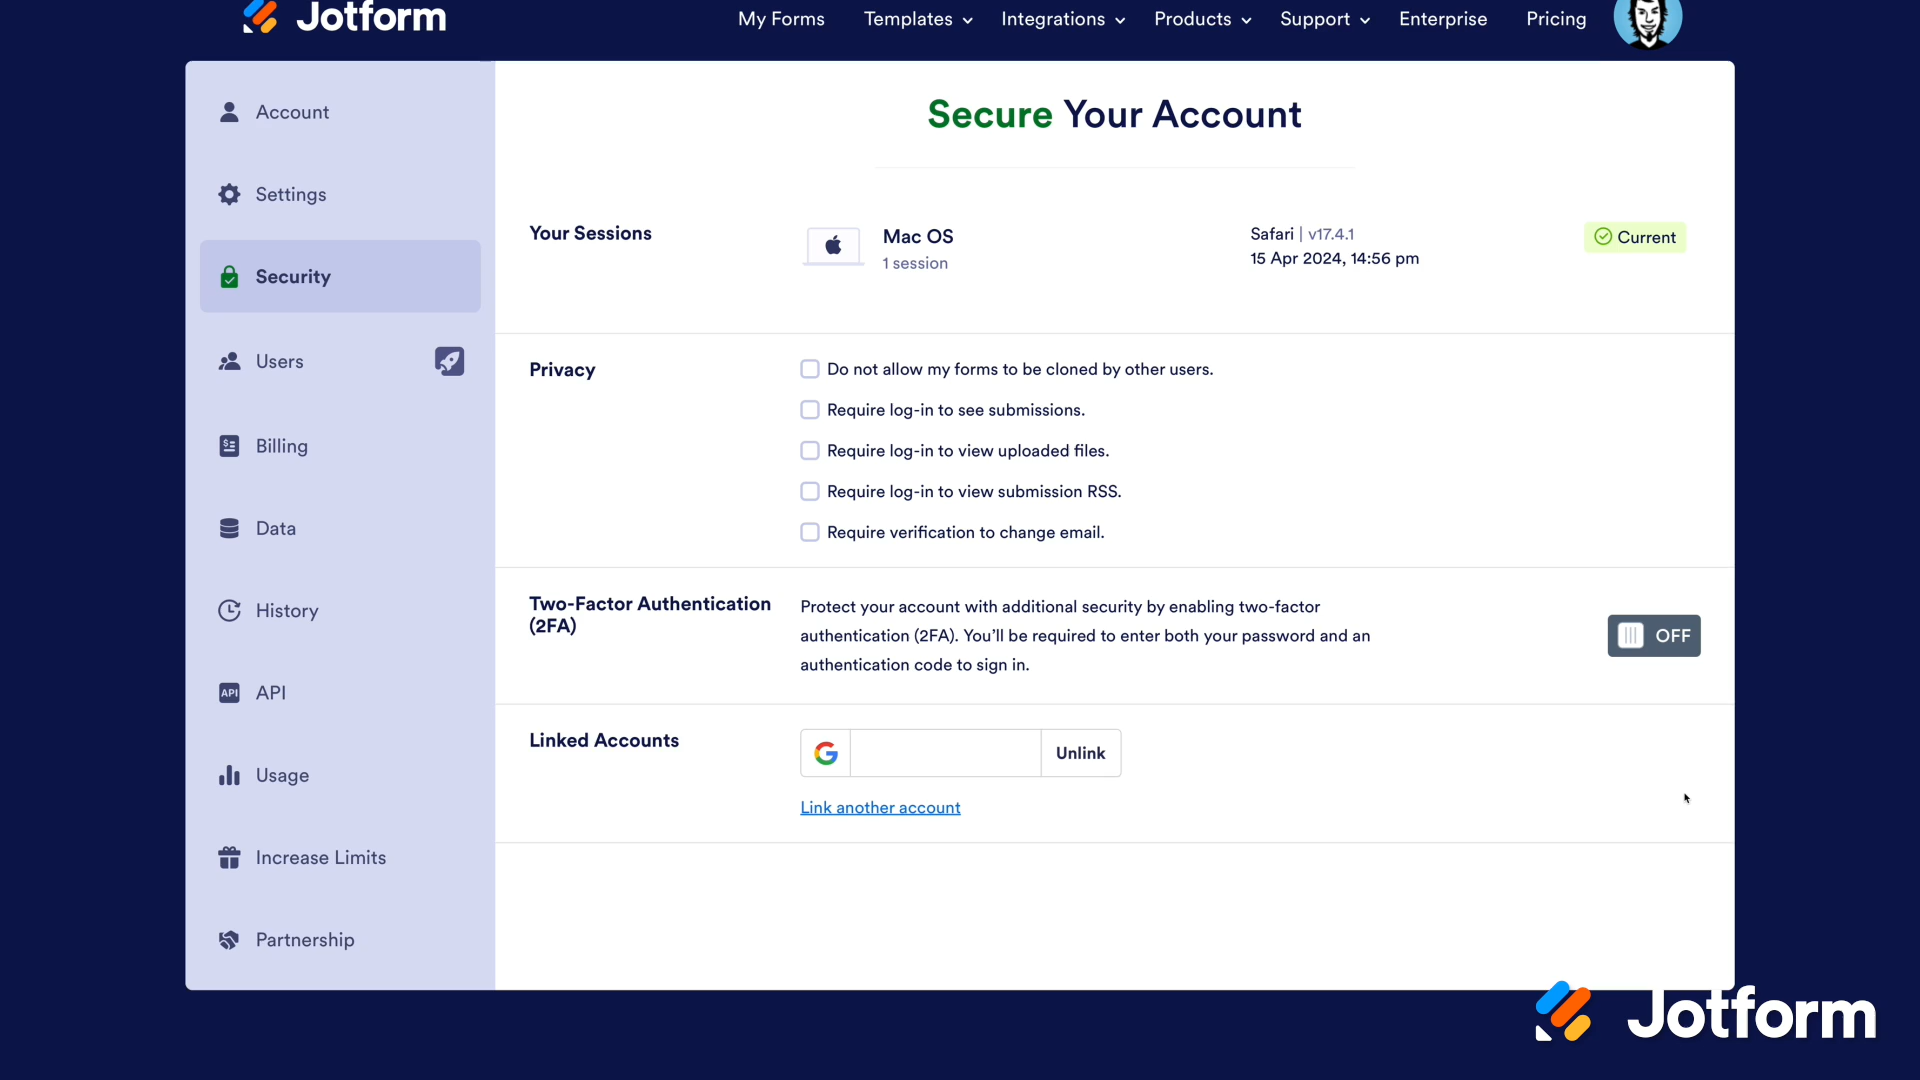 Jotform
My Forms Templates Integrations Products Support Enterprise Pricing
Account
Settings
Security
Users
Billing
Data
History
API
API
Usage
Increase Limits
Partnership
Secure Your Account
Your Sessions
Mac OS
1 session
Safari | v17.4.1
15 Apr 2024, 14:56 pm
Current
Privacy
Do not allow my forms to be cloned by other users.
Require log-in to see submissions.
Require log-in to view uploaded files.
Require log-in to view submission RSS.
Require verification to change email.
Two-Factor Authentication
(2FA)
Protect your account with additional security by enabling two-factor
authentication (2FA). You’ll be required to enter both your password and an
authentication code to sign in.
OFF
Linked Accounts
Unlink
Link another account
Jotform